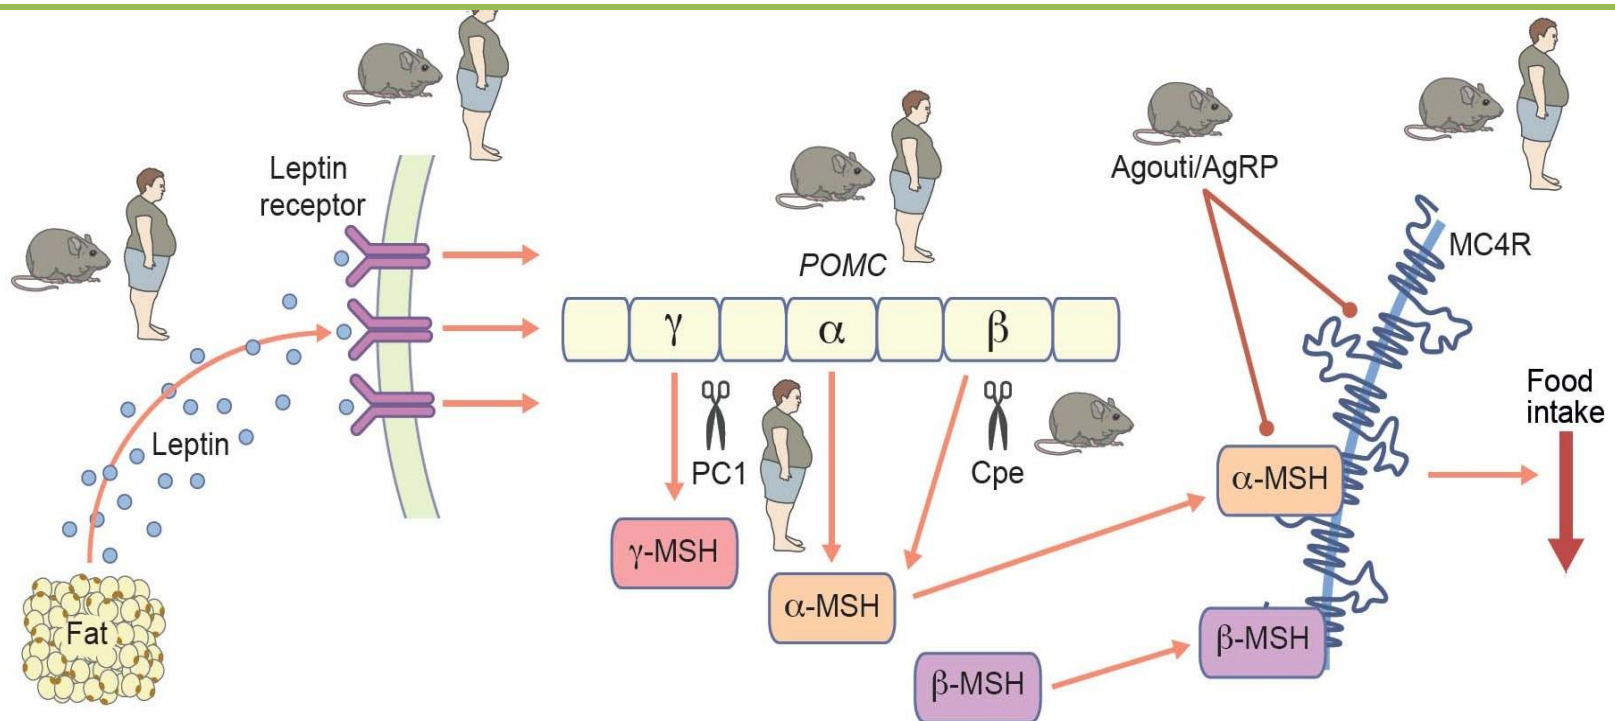 Leptin
receptor
Agouti/AgRP
MC4R
POMC
γ
α
β
Leptin
PC1
Cpe
Food
intake
α-MSH
γ-MSH
α-MSH
Fat
β-MSH
β-MSH